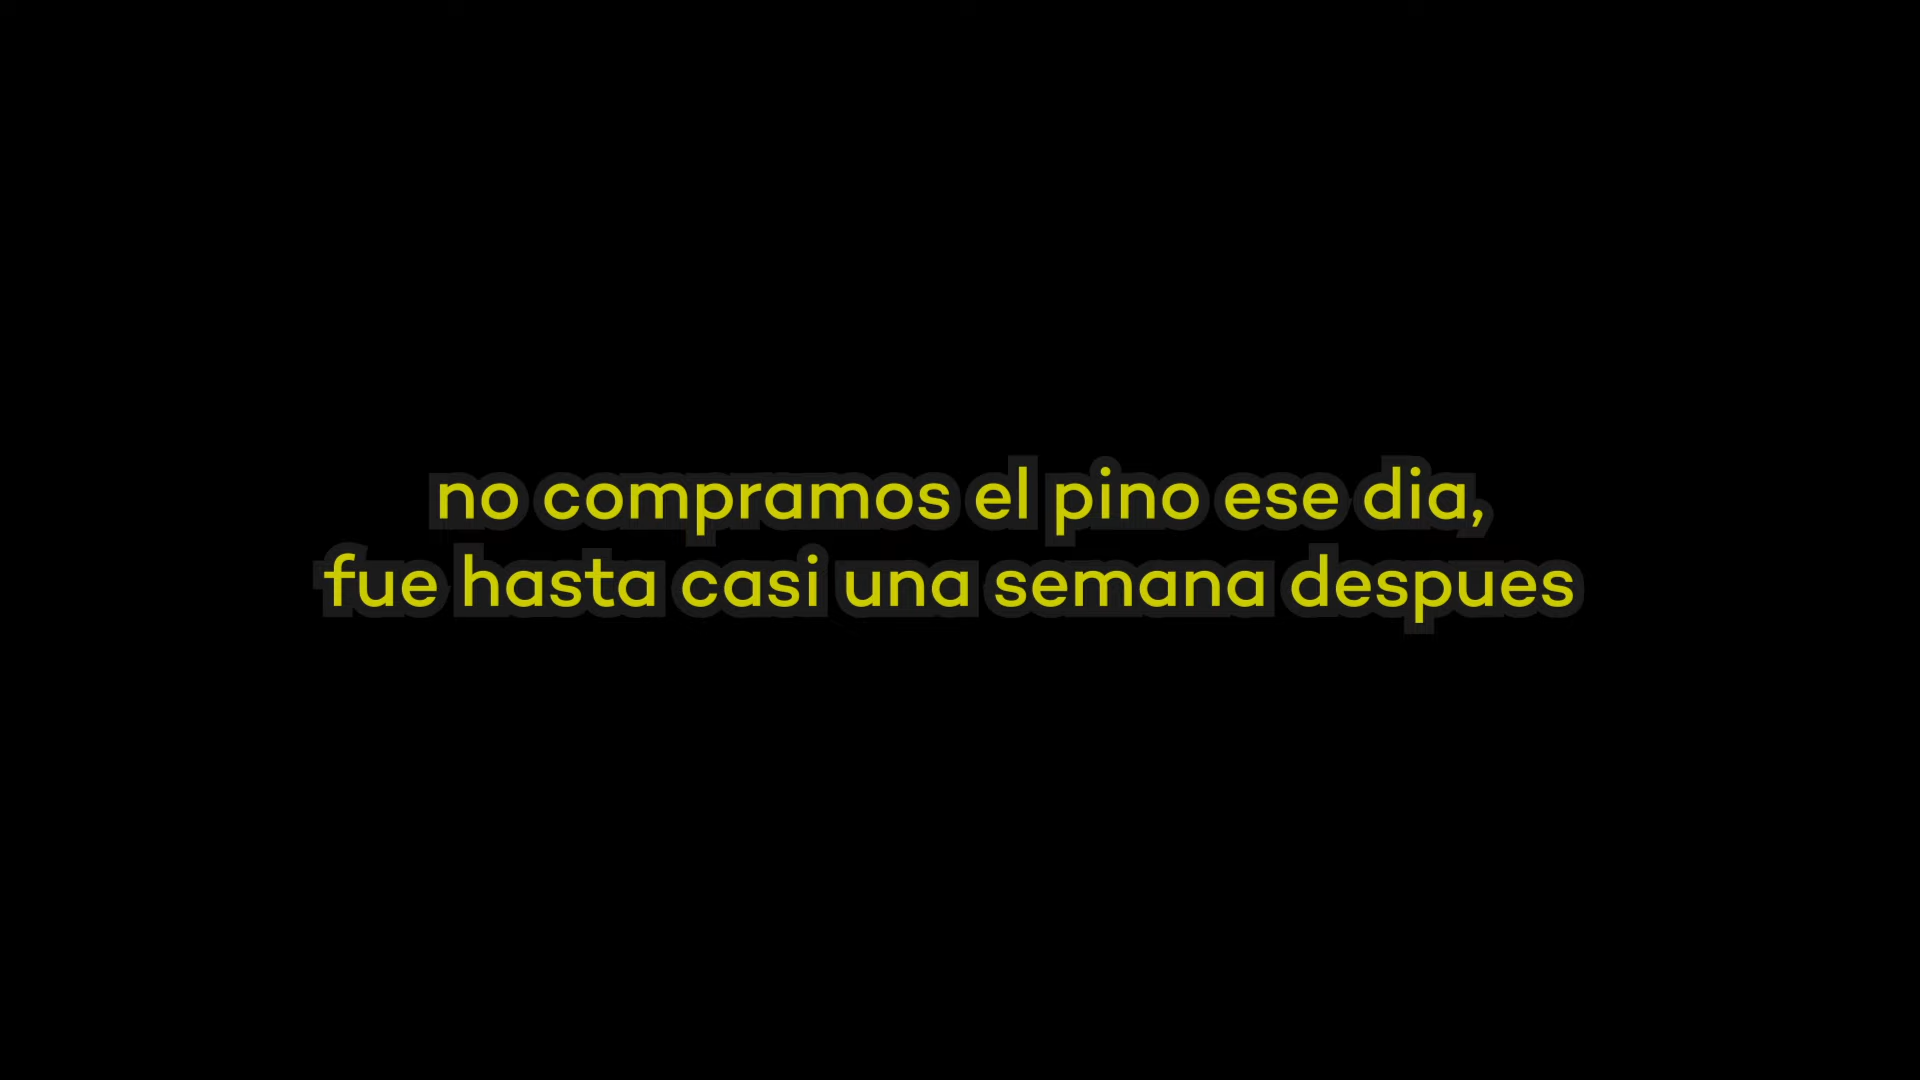 no compramos el pino ese dia,
fue hasta casi una semana despues